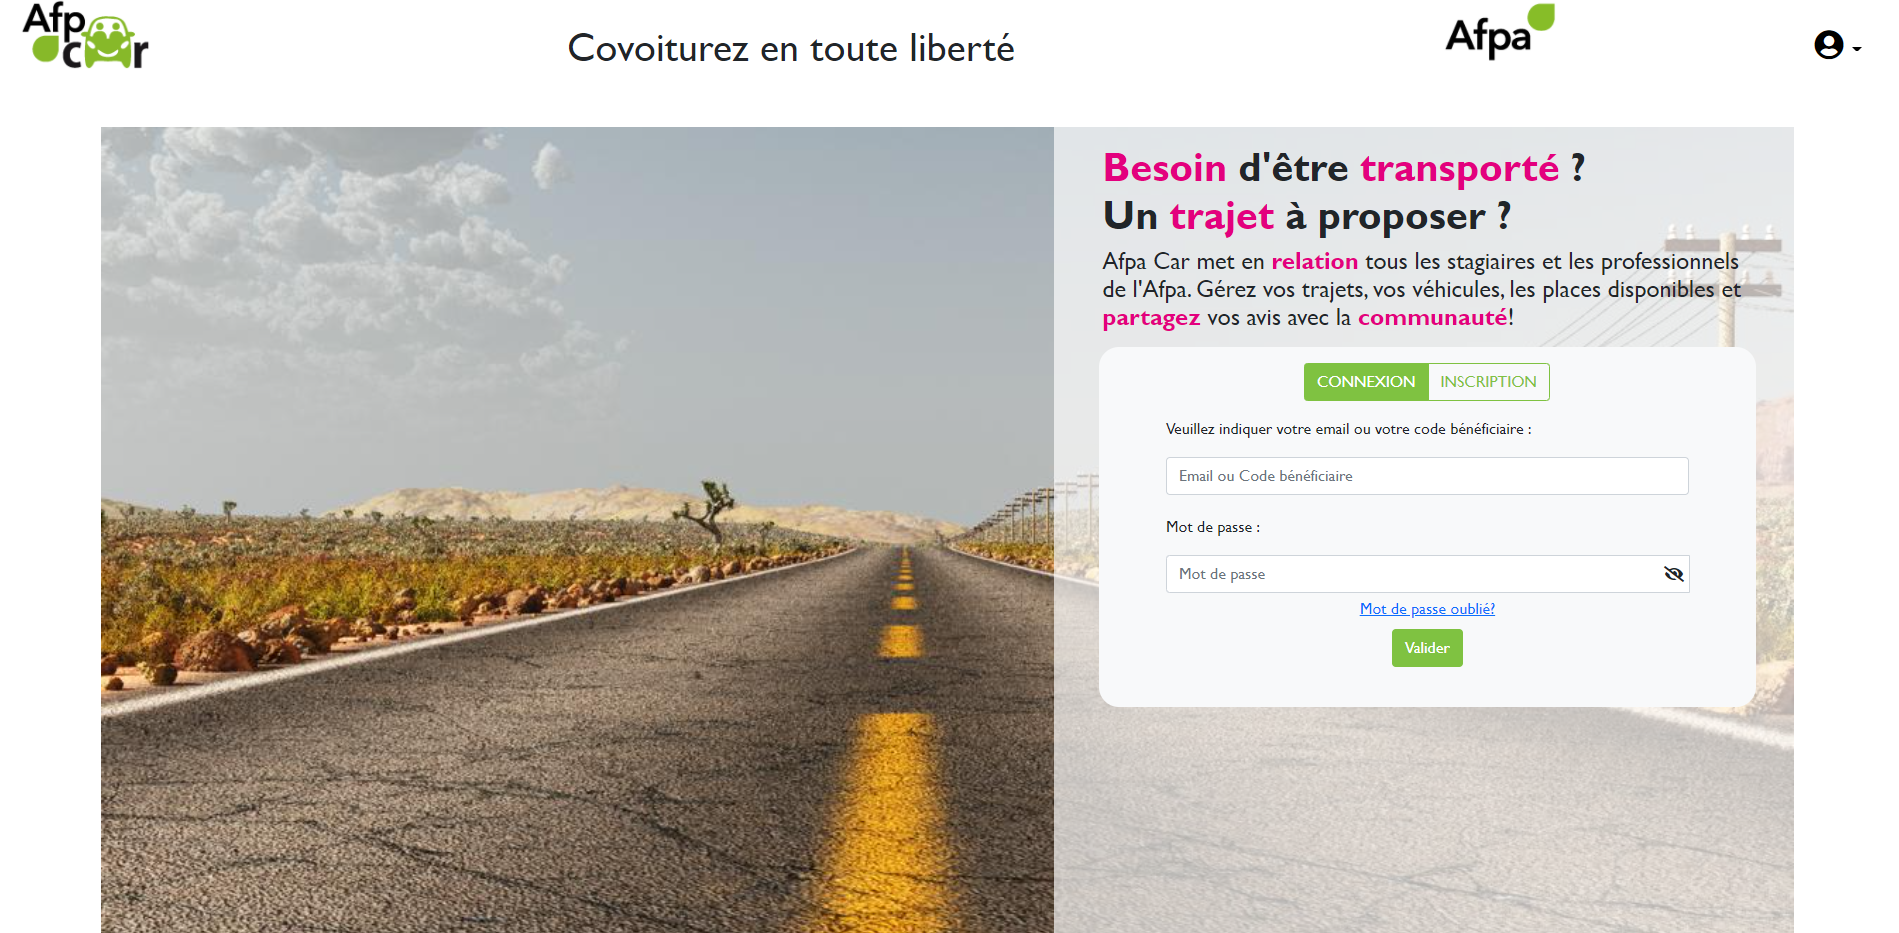 Afp
car
Covoiturez en toute liberté
Afpa
Besoin d'être transporté ?
Un trajet à proposer ?
Afpa Car met en relation tous les stagiaires et les professionnels
de l'Afpa. Gérez vos trajets, vos véhicules, les places disponibles et
partagez vos avis avec la communauté!
CONNEXION INSCRIPTION
Veuillez indiquer votre email ou votre code bénéficiaire :
Email ou Code bénéficiaire
Mot de passe :
Mot de passe
Mot de passe oublié?
Valider